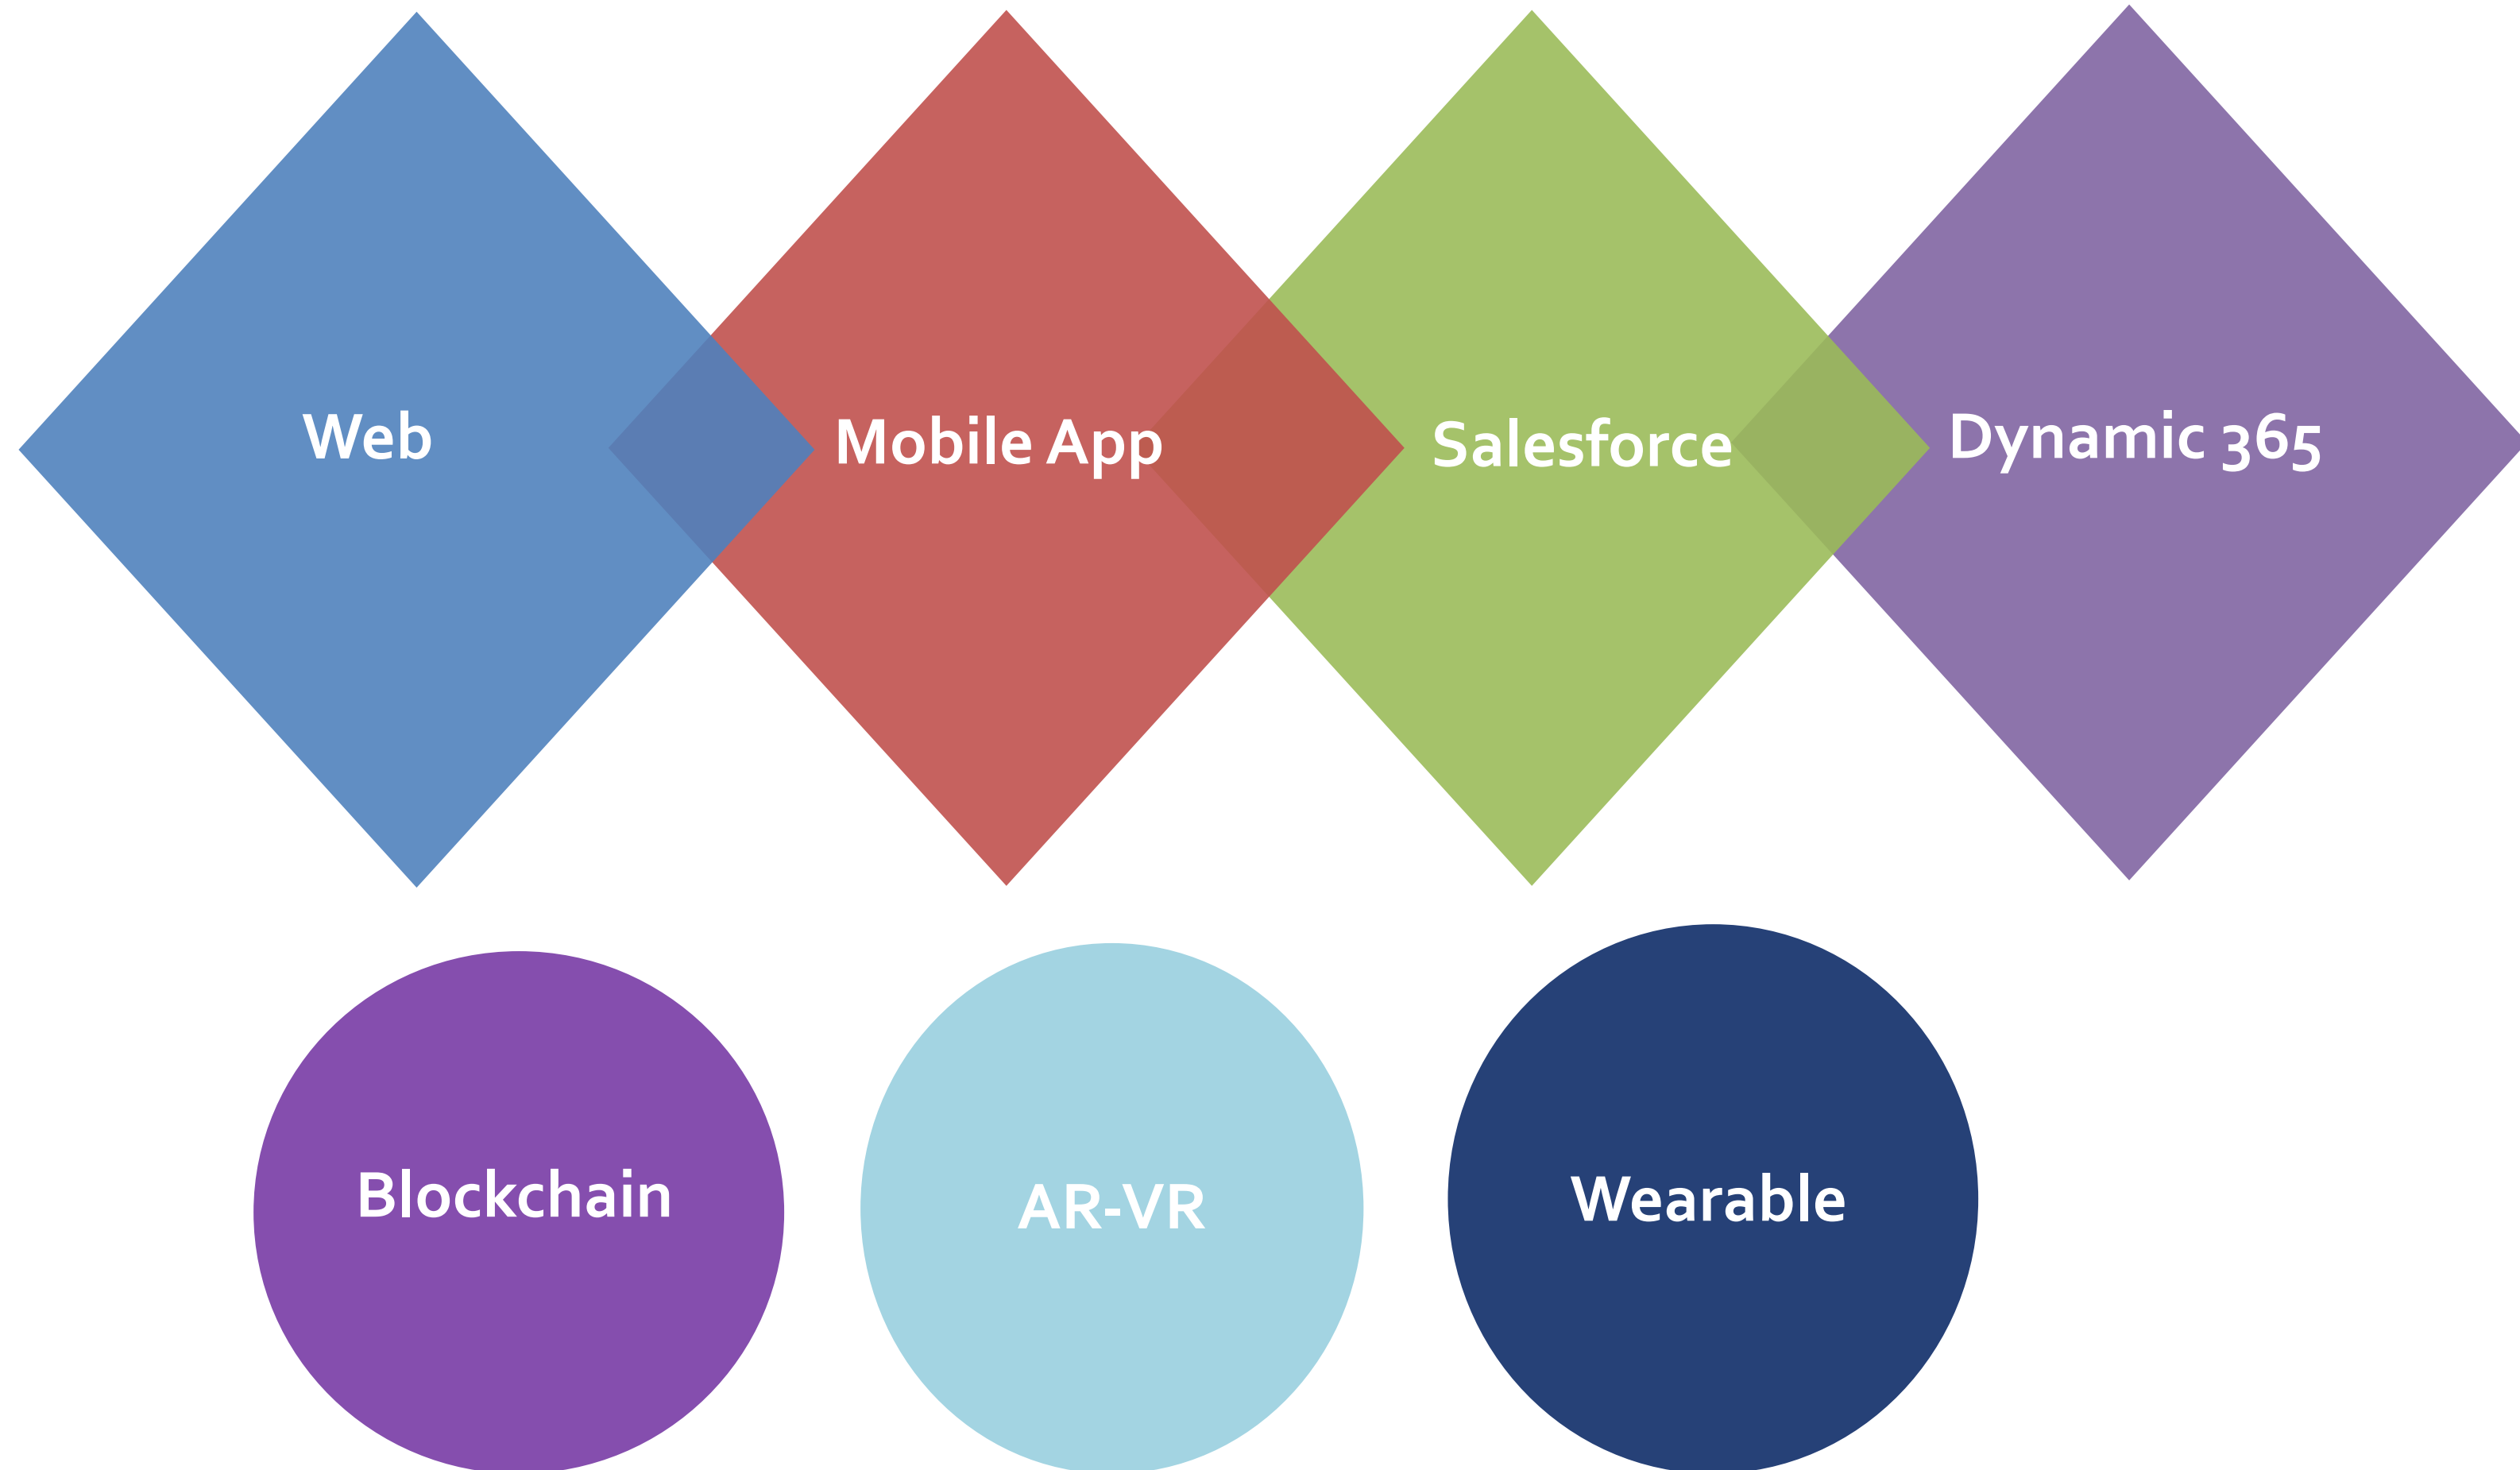 Web
Mobile App
Salesforce
Dynamic 365
Blockchain
AR-VR
Wearable